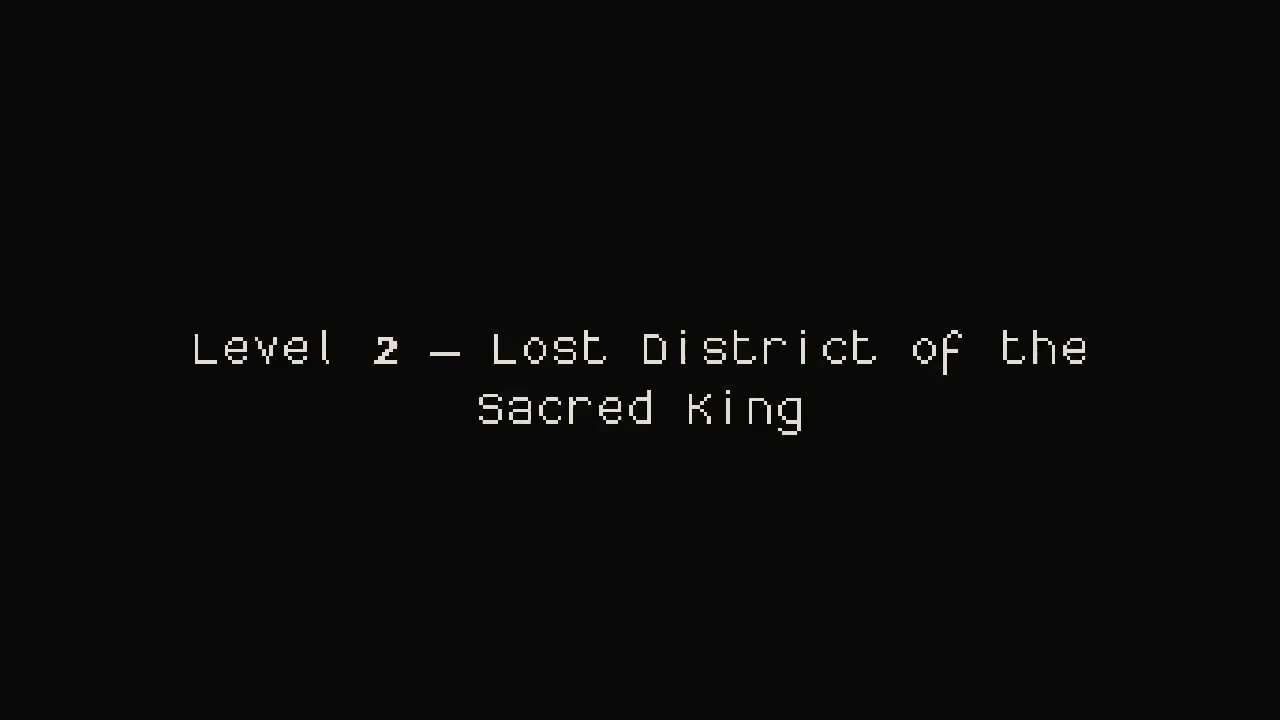 Level 2 — Lost District of the
Sacred King